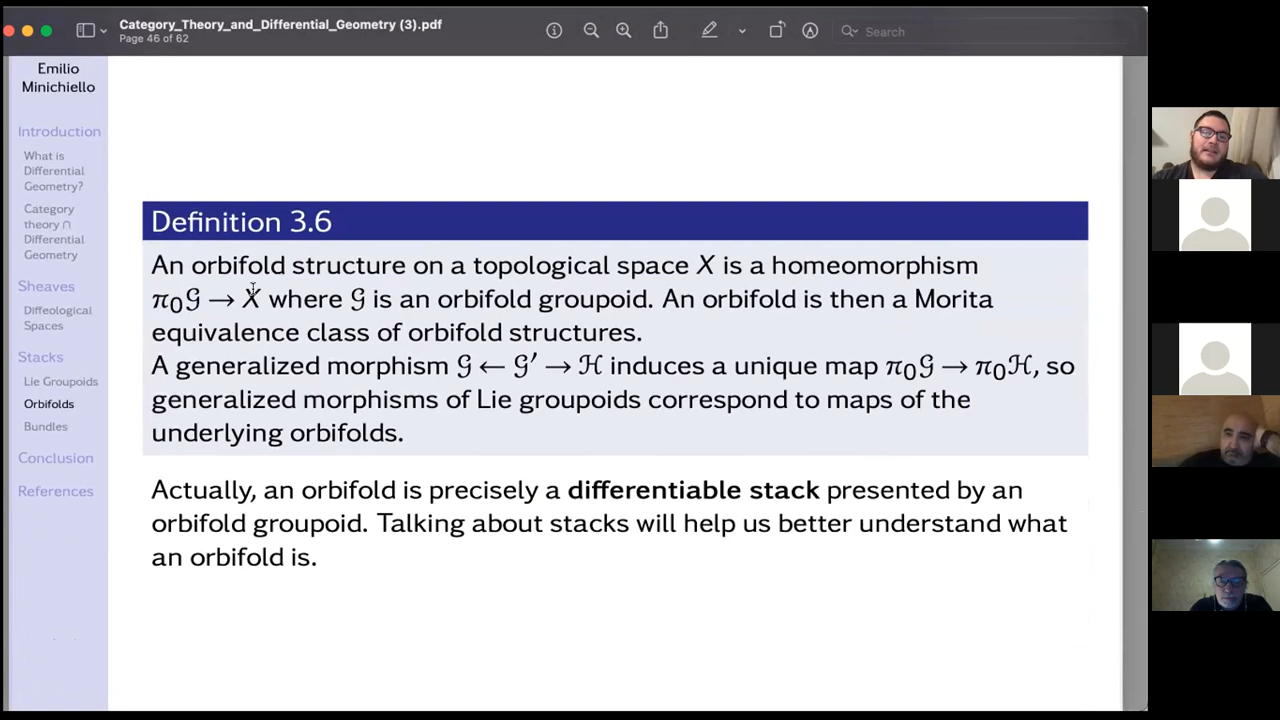 Category_Theory_and_Differential_Geometry (3).pdf
Page 46 of 62
Search
Emilio
Minichiello
Introduction
What is
Differential
Geometry?
Category
theory ∩
Differential
Geometry
Sheaves
Diffeological
Spaces
Stacks
Lie Groupoids
Orbifolds
Bundles
Conclusion
References
Definition 3.6
An orbifold structure on a topological space X is a homeomorphism
π₀𝒢 → X where 𝒢 is an orbifold groupoid. An orbifold is then a Morita
equivalence class of orbifold structures.
A generalized morphism 𝒢 ← 𝒢′ → ℋ induces a unique map π₀𝒢 → π₀ℋ, so
generalized morphisms of Lie groupoids correspond to maps of the
underlying orbifolds.
Actually, an orbifold is precisely a differentiable stack presented by an
orbifold groupoid. Talking about stacks will help us better understand what
an orbifold is.